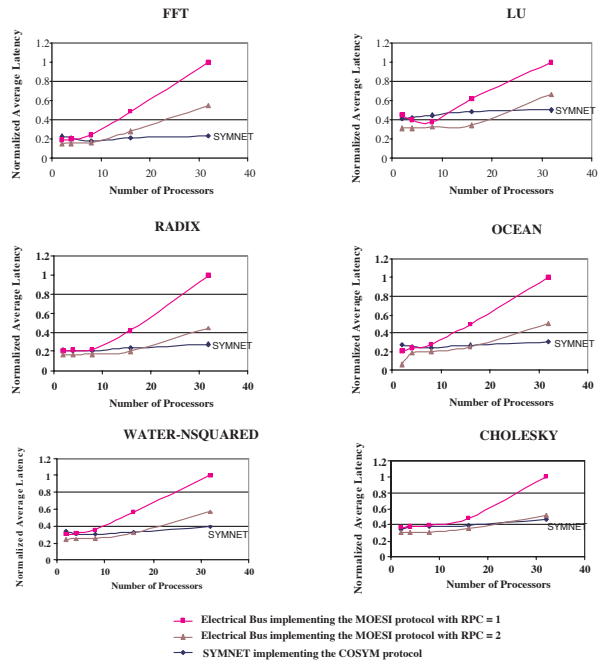 FFT
LU
Normalized Average Latency
1.2
1
0.8
0.6
0.4
0.2
0
SYMNET
0 10 20 30 40
Number of Processors
Normalized Average Latency
1.2
1
0.8
0.6
0.4
0.2
0
SYMNET
0 10 20 30 40
Number of Processors
RADIX
OCEAN
Normalized Average Latency
1.2
1
0.8
0.6
0.4
0.2
0
SYMNET
0 10 20 30 40
Number of Processors
Normalized Average Latency
1.2
1
0.8
0.6
0.4
0.2
0
SYMNET
0 10 20 30 40
Number of Processors
WATER-NSQUARED
CHOLESKY
Normalized Average Latency
1.2
1
0.8
0.6
0.4
0.2
0
SYMNET
0 10 20 30 40
Number of Processors
Normalized Average Latency
1.2
1
0.8
0.6
0.4
0.2
0
SYMNET
0 10 20 30 40
Number of Processors
Electrical Bus implementing the MOESI protocol with RPC = 1
Electrical Bus implementing the MOESI protocol with RPC = 2
SYMNET implementing the COSYM protocol